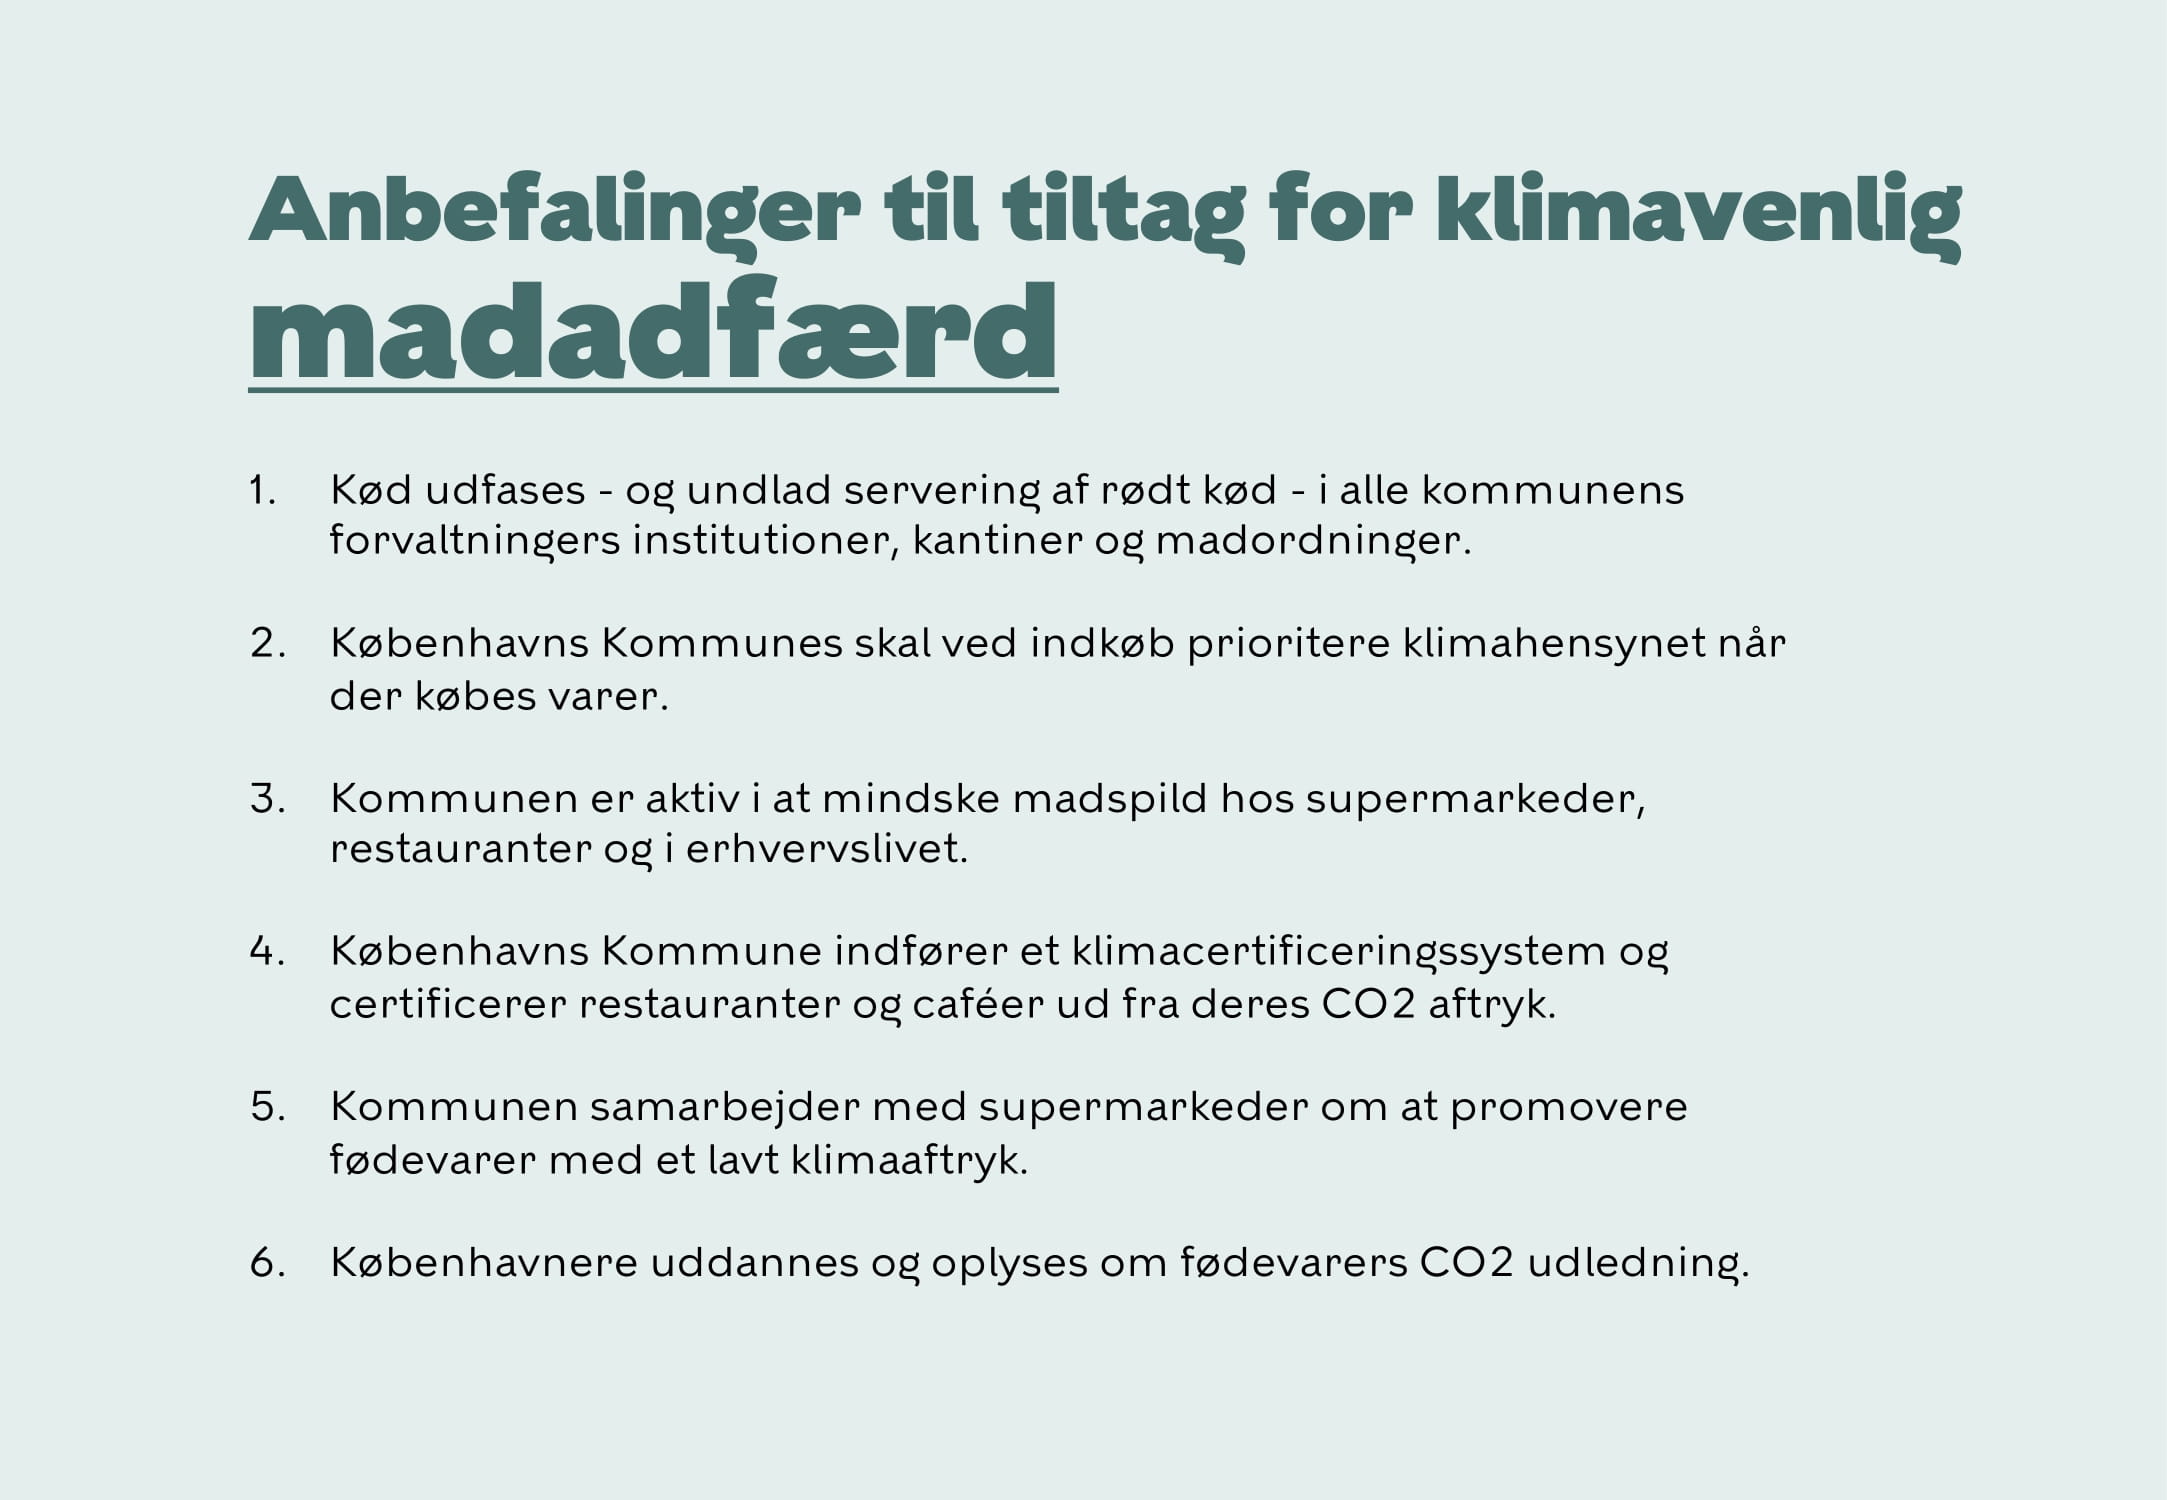 Anbefalinger til tiltag for klimavenlig
madadfærd
1. Kød udfases - og undlad servering af rødt kød - i alle kommunens
forvaltningers institutioner, kantiner og madordninger.
2. Københavns Kommunes skal ved indkøb prioritere klimahensynet når
der købes varer.
3. Kommunen er aktiv i at mindske madspild hos supermarkeder,
restauranter og i erhvervslivet.
4. Københavns Kommune indfører et klimacertificeringssystem og
certificerer restauranter og caféer ud fra deres CO2 aftryk.
5. Kommunen samarbejder med supermarkeder om at promovere
fødevarer med et lavt klimaaftryk.
6. Københavnere uddannes og oplyses om fødevarers CO2 udledning.